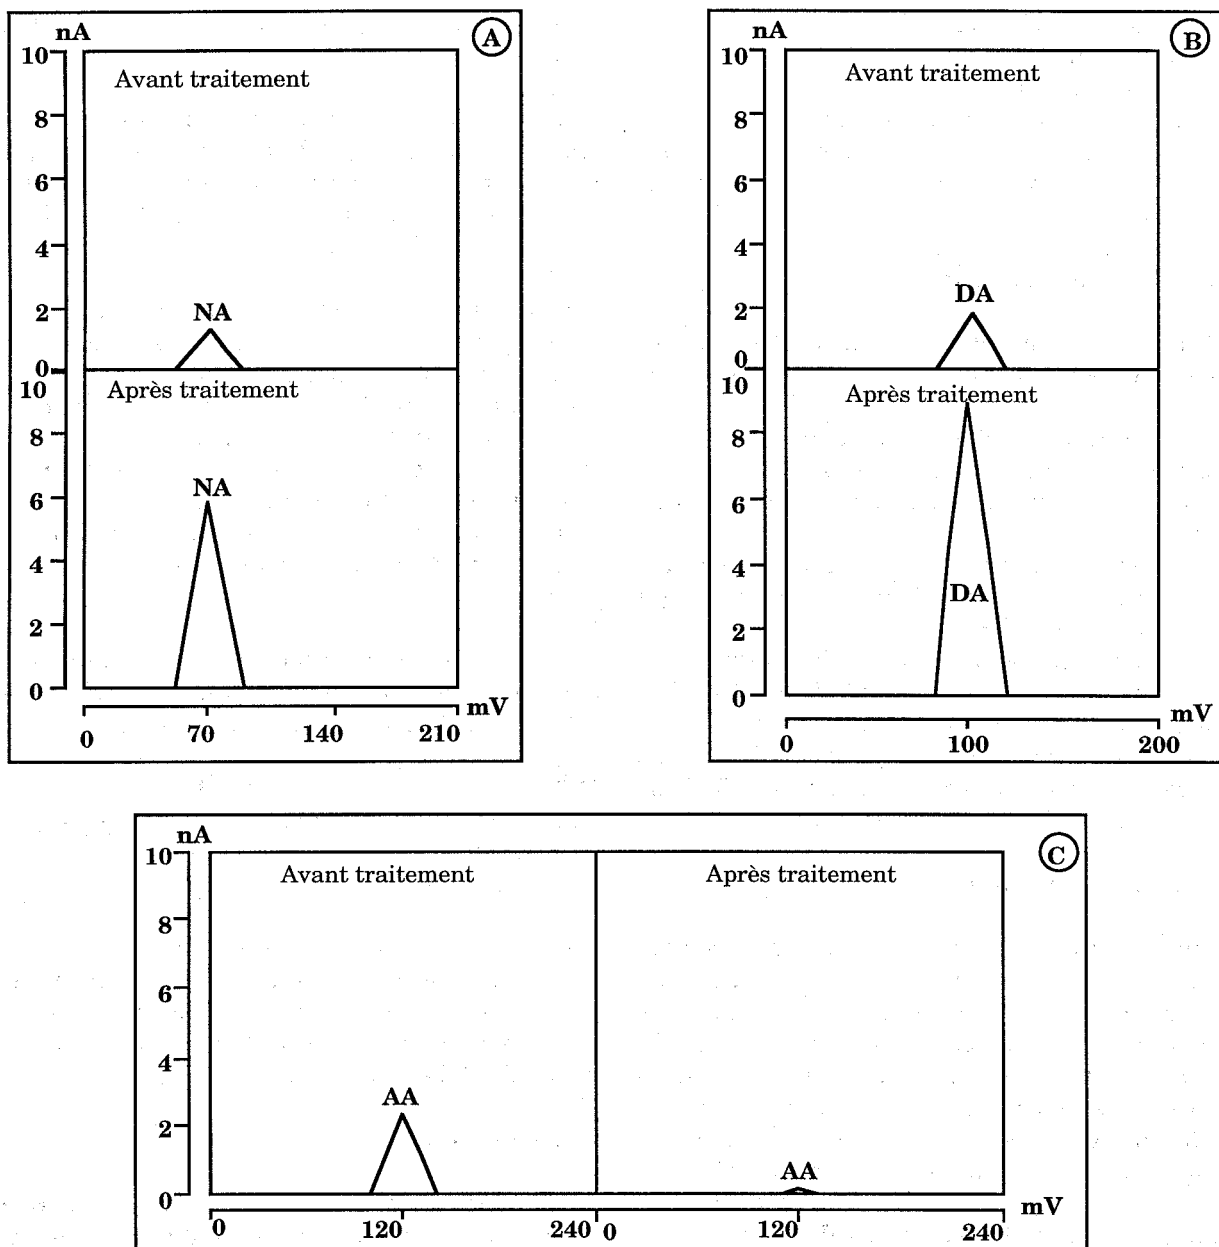 nA
A
10
Avant traitement
8
6
4
2
NA
0
10
Après traitement
8
6
NA
4
2
0
mV
0 70 140 210
nA
B
10
Avant traitement
8
6
4
2
DA
0
10
Après traitement
8
6
4
DA
2
0
mV
0 100 200
nA
C
10
Avant traitement Après traitement
8
6
4
2
AA AA
0
mV
0 120 240 0 120 240